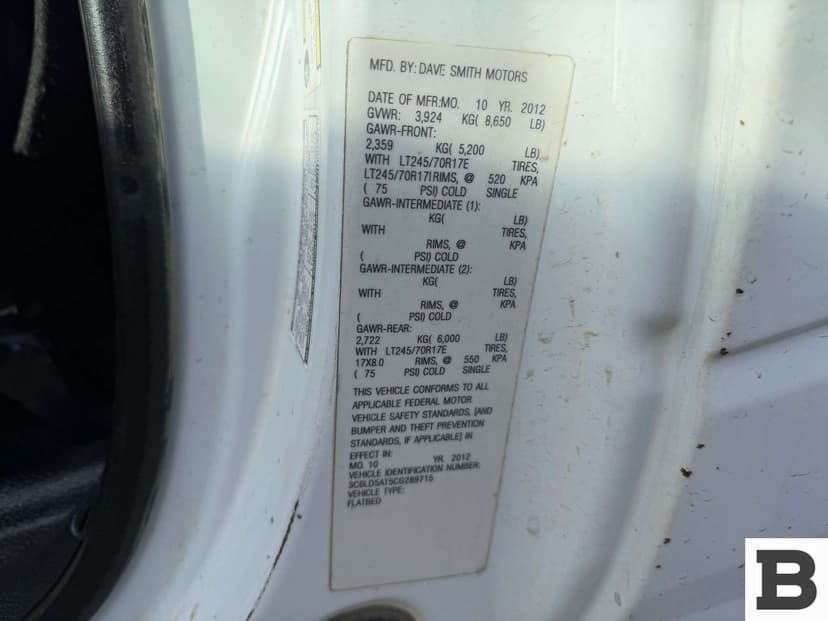 MFD. BY: DAVE SMITH MOTORS
DATE OF MFR:MO. 10 YR. 2012
GVWR: 3,924 KG( 8,650 LB)
GAWR-FRONT:
2,359 KG( 5,200 LB)
WITH LT245/70R17E TIRES,
LT245/70R17I RIMS, @ 520 KPA
( 75 PSI) COLD SINGLE
GAWR-INTERMEDIATE (1):
KG( LB)
WITH TIRES,
RIMS, @ KPA
( PSI) COLD
GAWR-INTERMEDIATE (2):
KG( LB)
WITH TIRES,
RIMS, @ KPA
( PSI) COLD
GAWR-REAR:
2,722 KG( 6,000 LB)
WITH LT245/70R17E TIRES,
17X8.0 RIMS, @ 550 KPA
( 75 PSI) COLD SINGLE
THIS VEHICLE CONFORMS TO ALL
APPLICABLE FEDERAL MOTOR
VEHICLE SAFETY STANDARDS, [AND
BUMPER AND THEFT PREVENTION
STANDARDS, IF APPLICABLE] IN
EFFECT IN:
MO. 10 YR. 2012
VEHICLE IDENTIFICATION NUMBER:
3C6LD5AT5CG289715
VEHICLE TYPE:
FLATBED
B